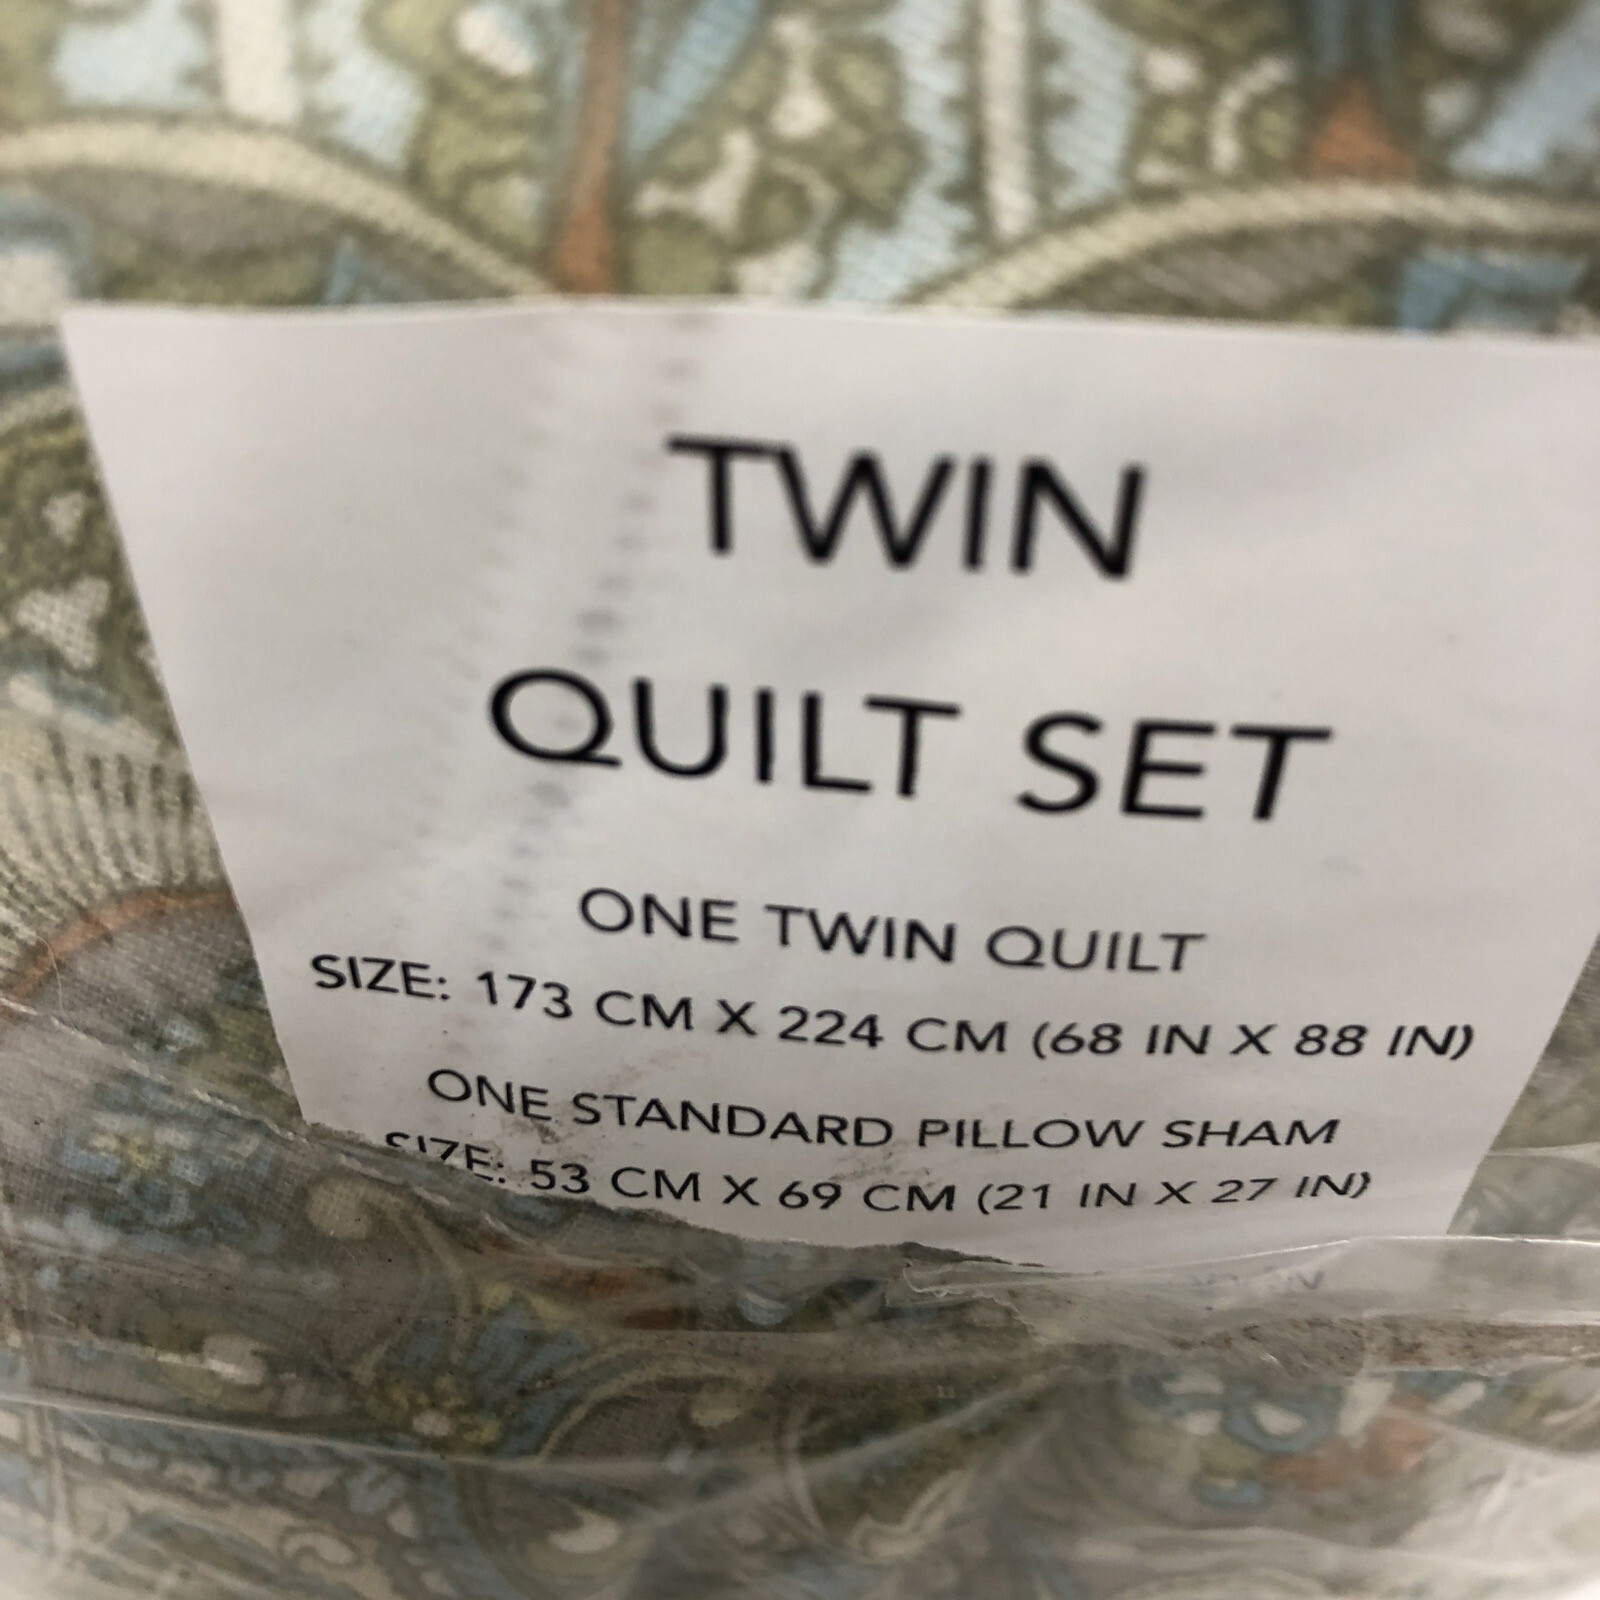 TWIN
QUILT SET
ONE TWIN QUILT
SIZE: 173 CM X 224 CM (68 IN X 88 IN)
ONE STANDARD PILLOW SHAM
SIZE: 53 CM X 69 CM (21 IN X 27 IN)